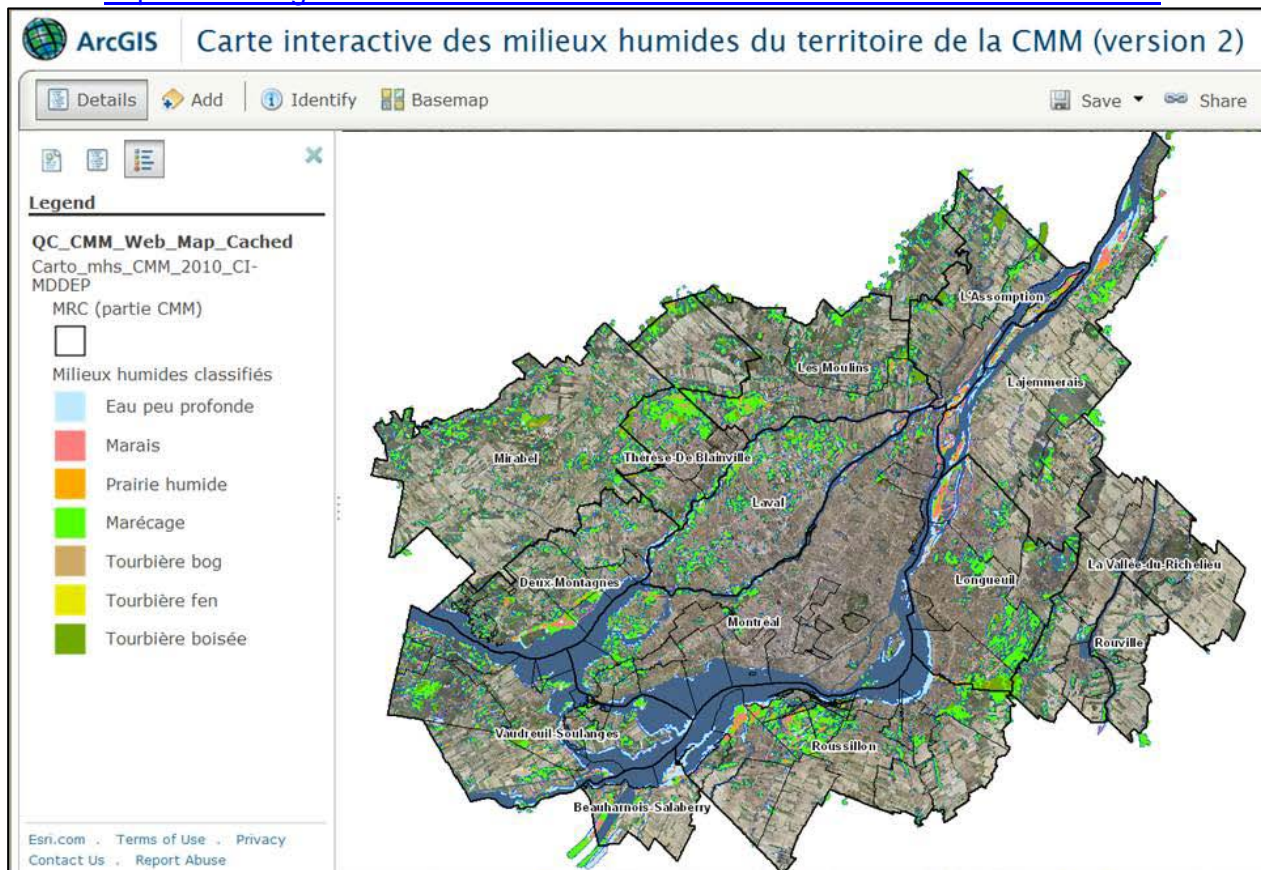 ArcGIS Carte interactive des milieux humides du territoire de la CMM (version 2)
Details Add Identify Basemap Save Share
Legend
QC_CMM_Web_Map_Cached
Carto_mhs_CMM_2010_CI-
MDDEP
MRC (partie CMM)
Milieux humides classifiés
Eau peu profonde
Marais
Prairie humide
Marécage
Tourbière bog
Tourbière fen
Tourbière boisée
L'Assomption
Les Moulins
Lajemmerais
Mirabel
Thérèse-De Blainville
Laval
La Vallée-du-Richelieu
Deux-Montagnes
Longueuil
Montréal
Rouville
Vaudreuil-Soulanges
Roussillon
Beauharnois-Salaberry
Esri.com . Terms of Use . Privacy
Contact Us . Report Abuse